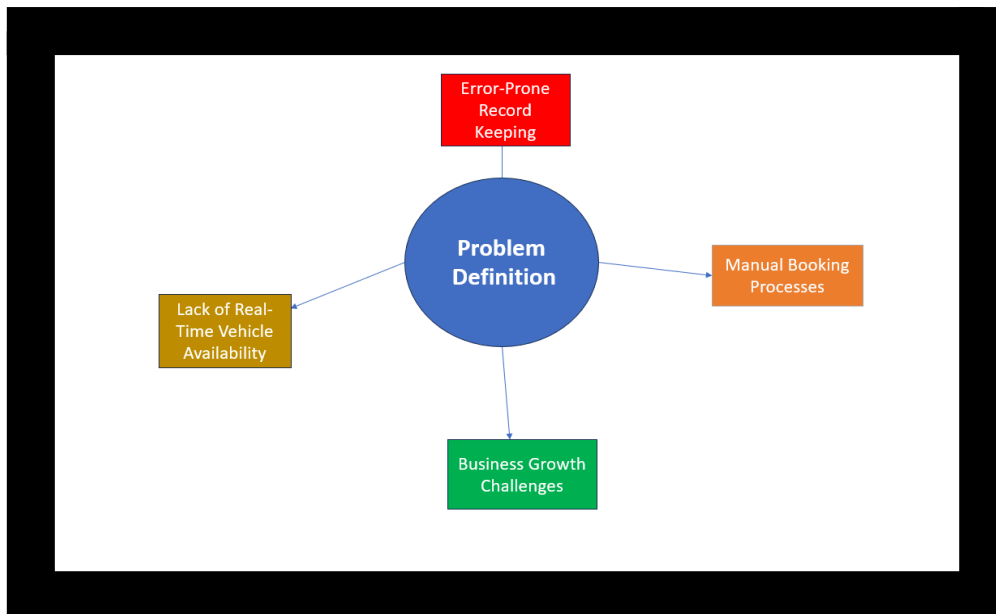 Error-Prone
Record
Keeping
Problem
Definition
Manual Booking
Processes
Lack of Real-
Time Vehicle
Availability
Business Growth
Challenges